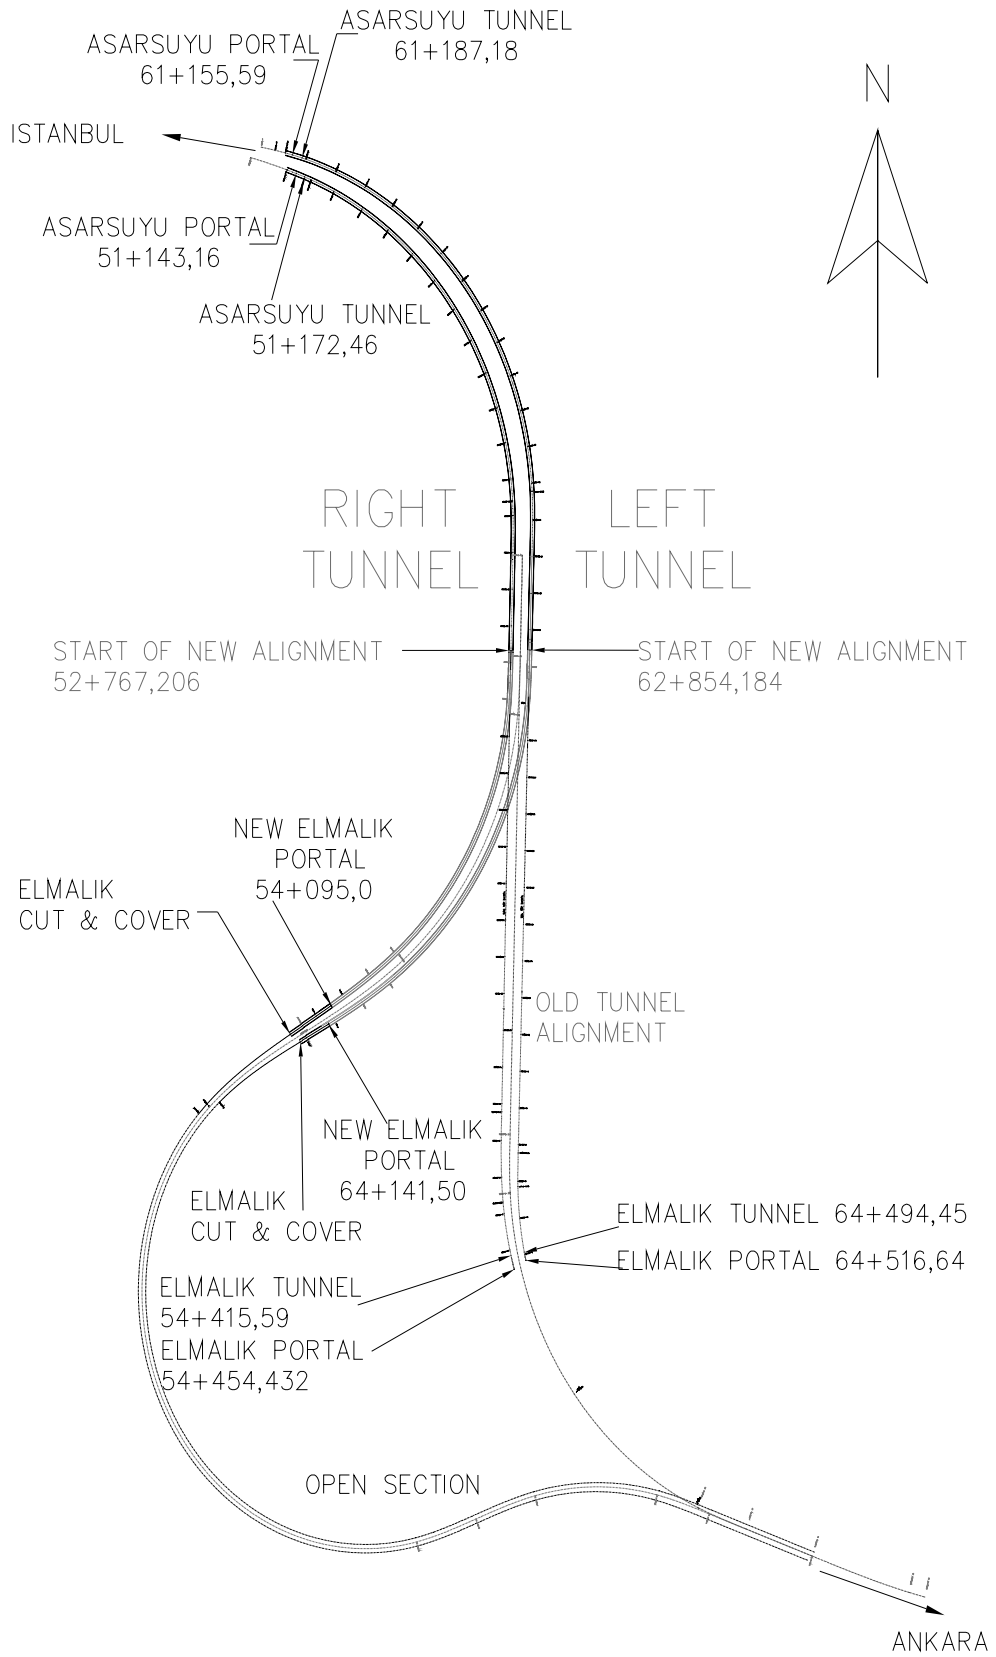 ASARSUYU TUNNEL
61+187,18
ASARSUYU PORTAL
61+155,59
N
ISTANBUL
ASARSUYU PORTAL
51+143,16
ASARSUYU TUNNEL
51+172,46
RIGHT
TUNNEL
LEFT
TUNNEL
START OF NEW ALIGNMENT
52+767,206
START OF NEW ALIGNMENT
62+854,184
NEW ELMALIK
PORTAL
54+095,0
ELMALIK
CUT & COVER
OLD TUNNEL
ALIGNMENT
NEW ELMALIK
PORTAL
64+141,50
ELMALIK
CUT & COVER
ELMALIK TUNNEL 64+494,45
ELMALIK PORTAL 64+516,64
ELMALIK TUNNEL
54+415,59
ELMALIK PORTAL
54+454,432
OPEN SECTION
ANKARA